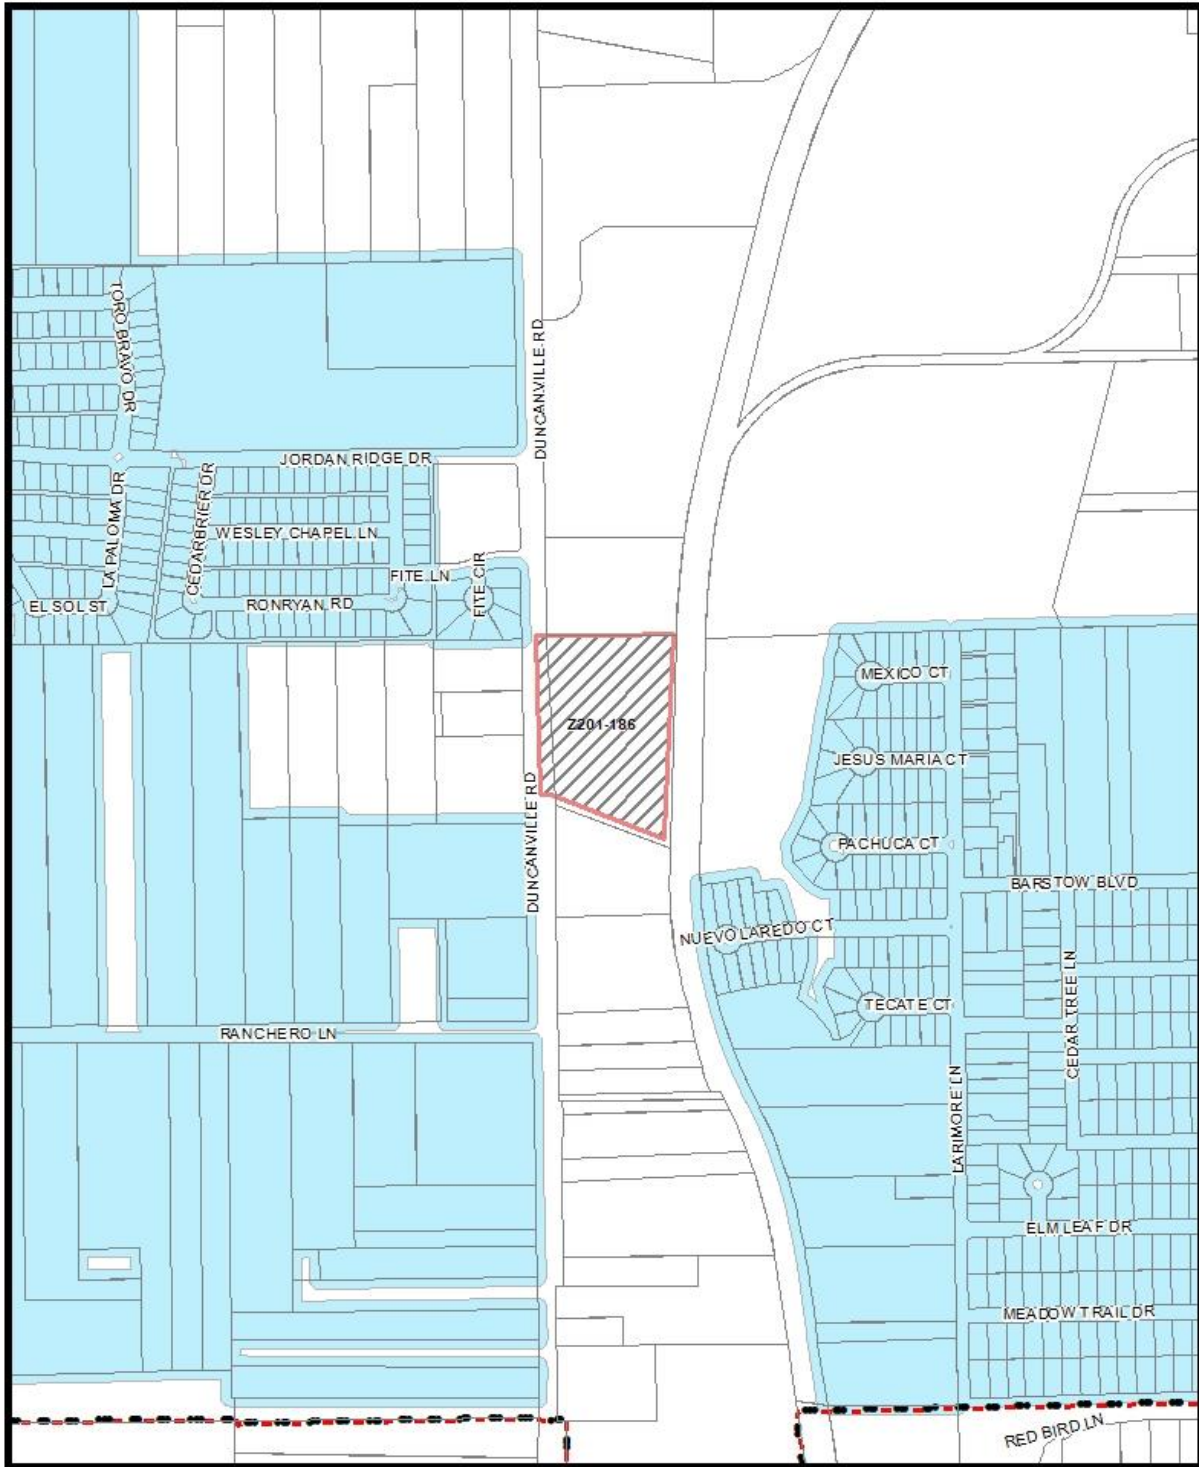 DUNCANVILLE RD
TORO BRAVO DR
JORDAN RIDGE DR
LA PALOMA DR
CEDARBRIER DR
WESLEY CHAPEL LN
FITE LN
FITE CIR
EL SOL ST
RONRYAN RD
MEXICO CT
Z201-186
JESUS MARIA CT
DUNCANVILLE RD
PACHUCA CT
BARSTOW BLVD
NUEVO LAREDO CT
CEDAR TREE LN
TECATE CT
RANCHERO LN
LARIMORE LN
ELM LEAF DR
MEADOW TRAIL DR
RED BIRD LN